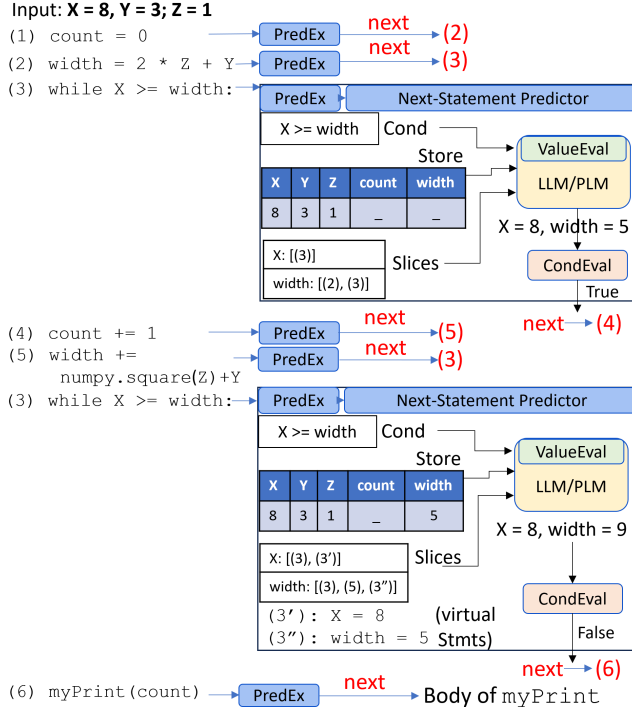 Input: X = 8, Y = 3; Z = 1
(1) count = 0 PredEx next (2)
(2) width = 2 * Z + Y PredEx next (3)
(3) while X >= width: PredEx Next-Statement Predictor
X >= width Cond
Store
ValueEval
LLM/PLM
X Y Z count width
8 3 1 _ _
X = 8, width = 5
X: [(3)]
width: [(2), (3)]
Slices
CondEval
True
next (4)
(4) count += 1 PredEx next (5)
(5) width += PredEx next (3)
numpy.square(Z)+Y
(3) while X >= width: PredEx Next-Statement Predictor
X >= width Cond
Store
ValueEval
LLM/PLM
X Y Z count width
8 3 1 _ 5
X = 8, width = 9
X: [(3), (3′)]
width: [(3), (5), (3″)]
Slices
CondEval
(3′): X = 8 (virtual
(3″): width = 5 Stmts)
False
next (6)
(6) myPrint(count) PredEx next Body of myPrint